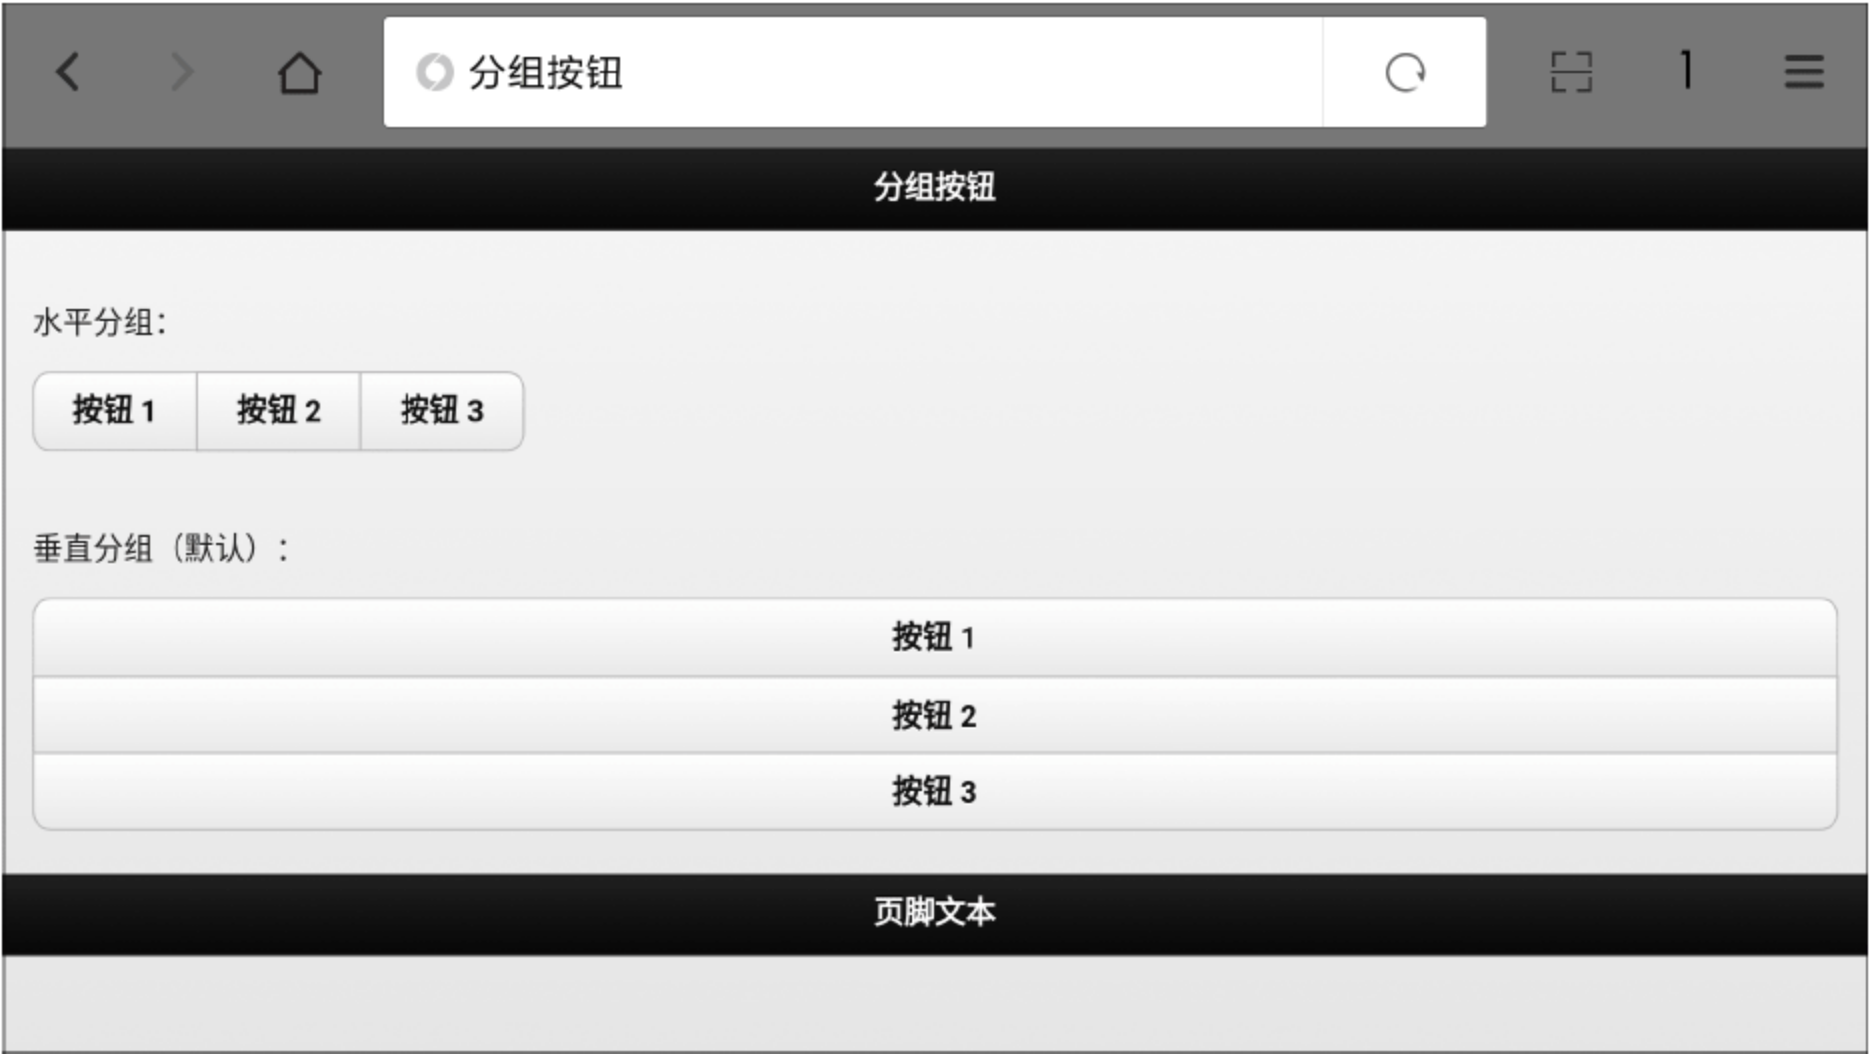 分组按钮
1
分组按钮
水平分组：
按钮 1 按钮 2 按钮 3
垂直分组（默认）：
按钮 1
按钮 2
按钮 3
页脚文本